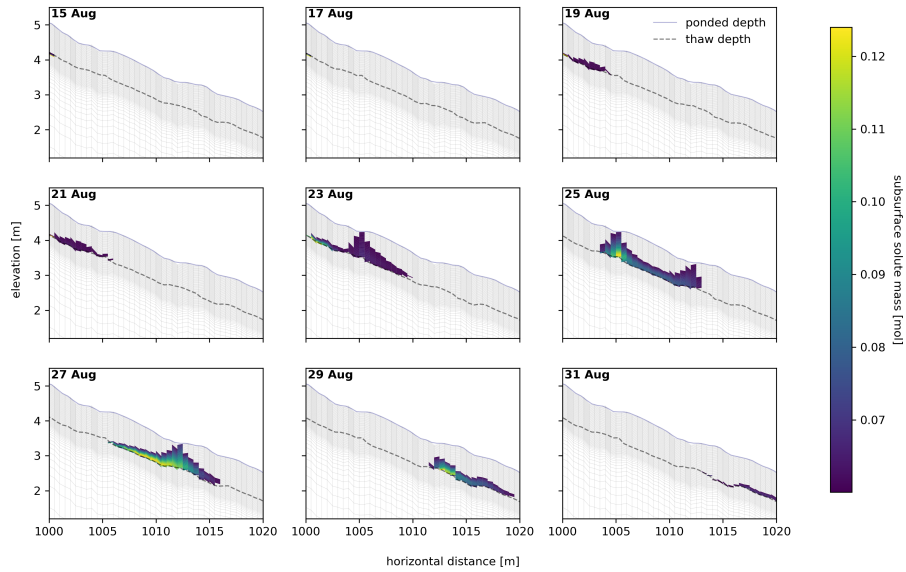 15 Aug
17 Aug
19 Aug
ponded depth
thaw depth
5
4
3
2
21 Aug
23 Aug
25 Aug
5
4
3
2
elevation [m]
27 Aug
29 Aug
31 Aug
5
4
3
2
1000 1005 1010 1015 1020
1000 1005 1010 1015 1020
1000 1005 1010 1015 1020
horizontal distance [m]
0.12
0.11
0.10
0.09
0.08
0.07
subsurface solute mass [mol]